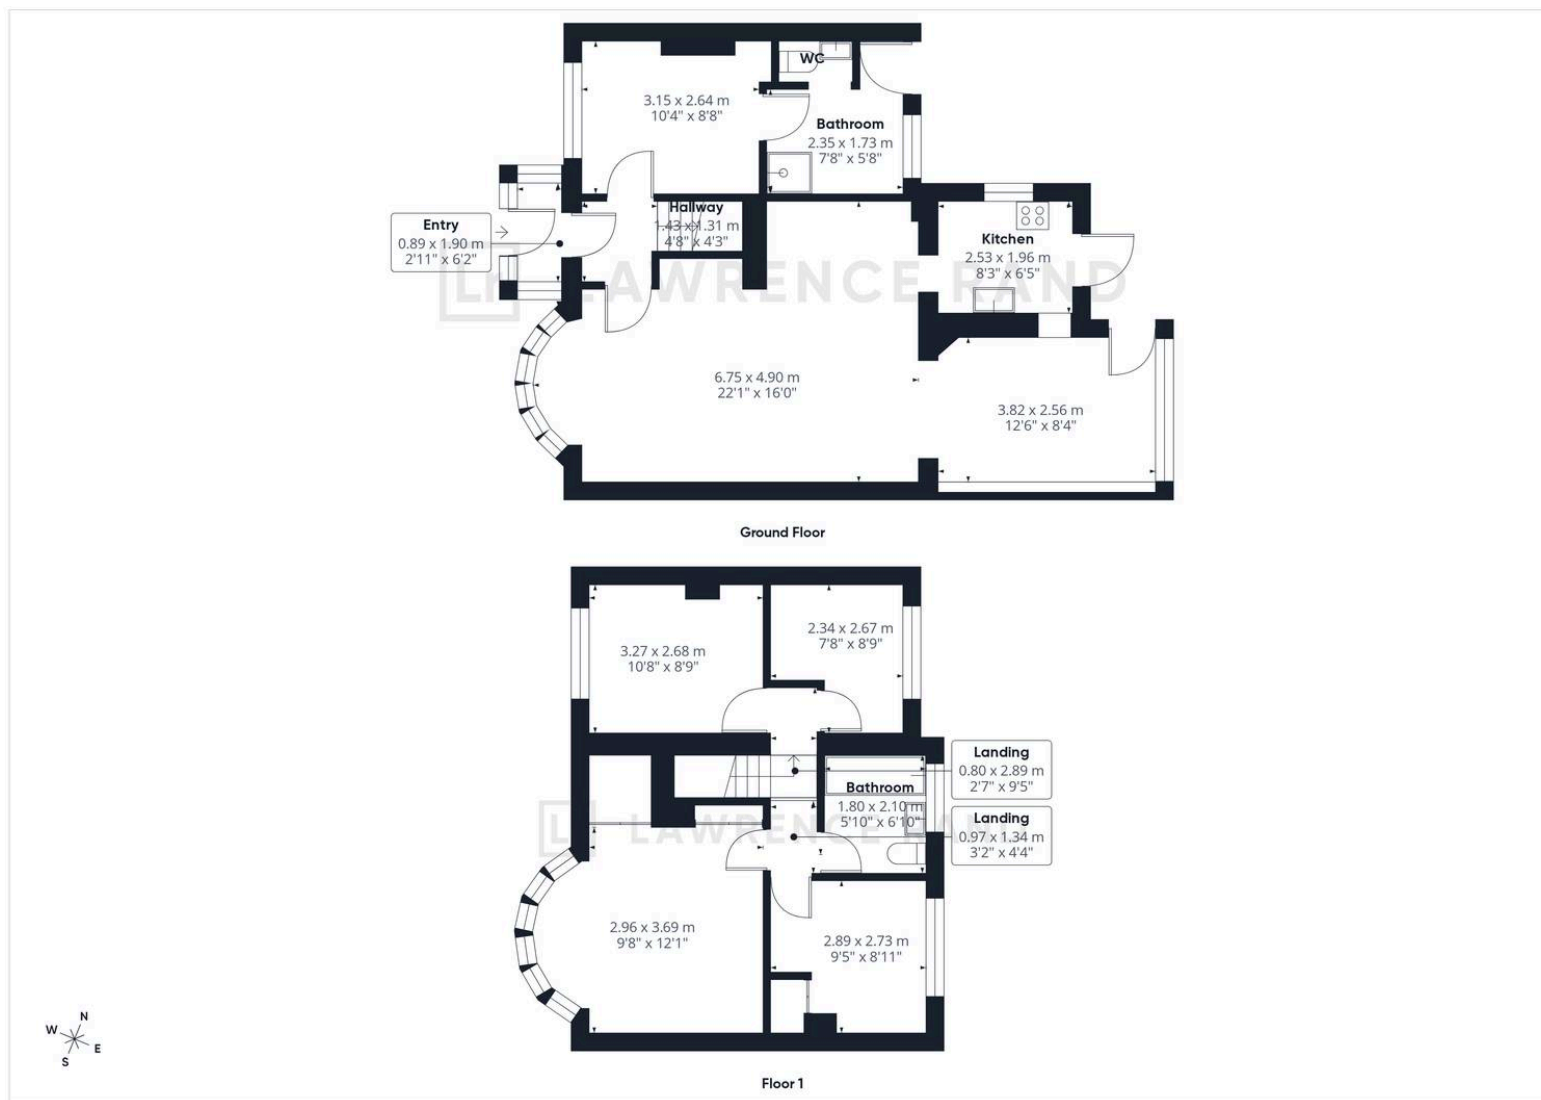 WC
3.15 x 2.64 m
10'4" x 8'8"
Bathroom
2.35 x 1.73 m
7'8" x 5'8"
Hallway
1.43 x 1.31 m
4'8" x 4'3"
Entry
0.89 x 1.90 m
2'11" x 6'2"
Kitchen
2.53 x 1.96 m
8'3" x 6'5"
Lr LAWRENCE RAND
6.75 x 4.90 m
22'1" x 16'0"
3.82 x 2.56 m
12'6" x 8'4"
Ground Floor
3.27 x 2.68 m
10'8" x 8'9"
2.34 x 2.67 m
7'8" x 8'9"
Landing
0.80 x 2.89 m
2'7" x 9'5"
Bathroom
1.80 x 2.10 m
5'10" x 6'10"
Landing
0.97 x 1.34 m
3'2" x 4'4"
Lr LAWRENCE RAND
2.96 x 3.69 m
9'8" x 12'1"
2.89 x 2.73 m
9'5" x 8'11"
N
W
E
S
Floor 1